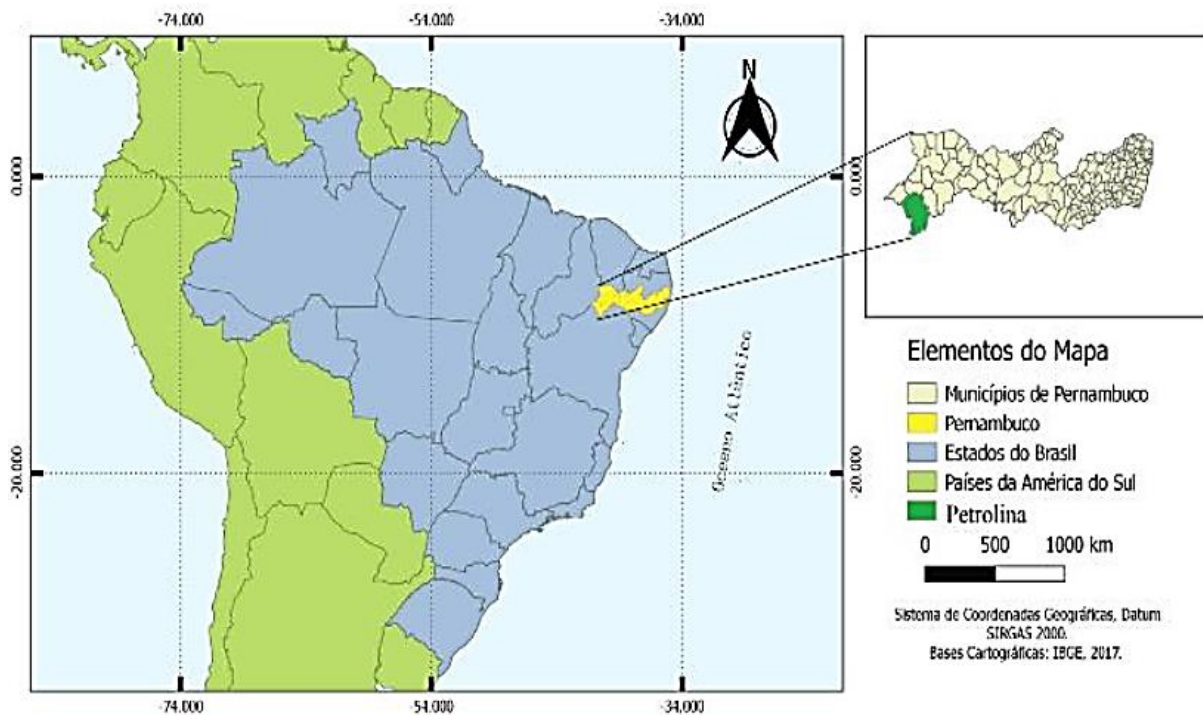 -74.000
-54.000
-34.000
N
0.000
0.000
Oceano Atlântico
-20.000
-20.000
-74.000
-54.000
-34.000
Elementos do Mapa
Municípios de Pernambuco
Pernambuco
Estados do Brasil
Países da América do Sul
Petrolina
0 500 1000 km
Sistema de Coordenadas Geográficas, Datum
SIRGAS 2000.
Bases Cartográficas: IBGE, 2017.